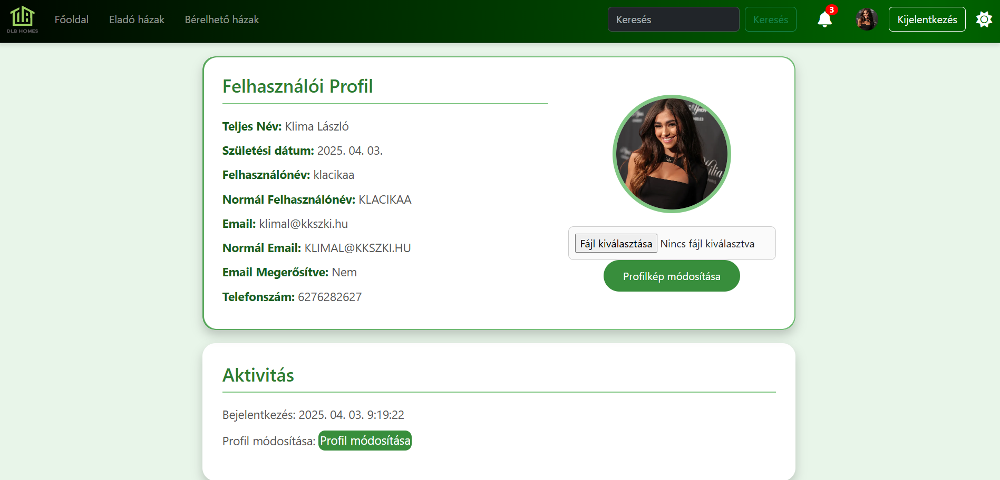 DLB HOMES
Főoldal
Eladó házak
Bérelhető házak
Keresés
Keresés
3
Kijelentkezés
Felhasználói Profil
Teljes Név: Klima László
Születési dátum: 2025. 04. 03.
Felhasználónév: klacikaa
Normál Felhasználónév: KLACIKAA
Email: klimal@kkszki.hu
Normál Email: KLIMAL@KKSZKI.HU
Email Megerősítve: Nem
Telefonszám: 6276282627
Fájl kiválasztása Nincs fájl kiválasztva
Profilkép módosítása
Aktivitás
Bejelentkezés: 2025. 04. 03. 9:19:22
Profil módosítása: Profil módosítása